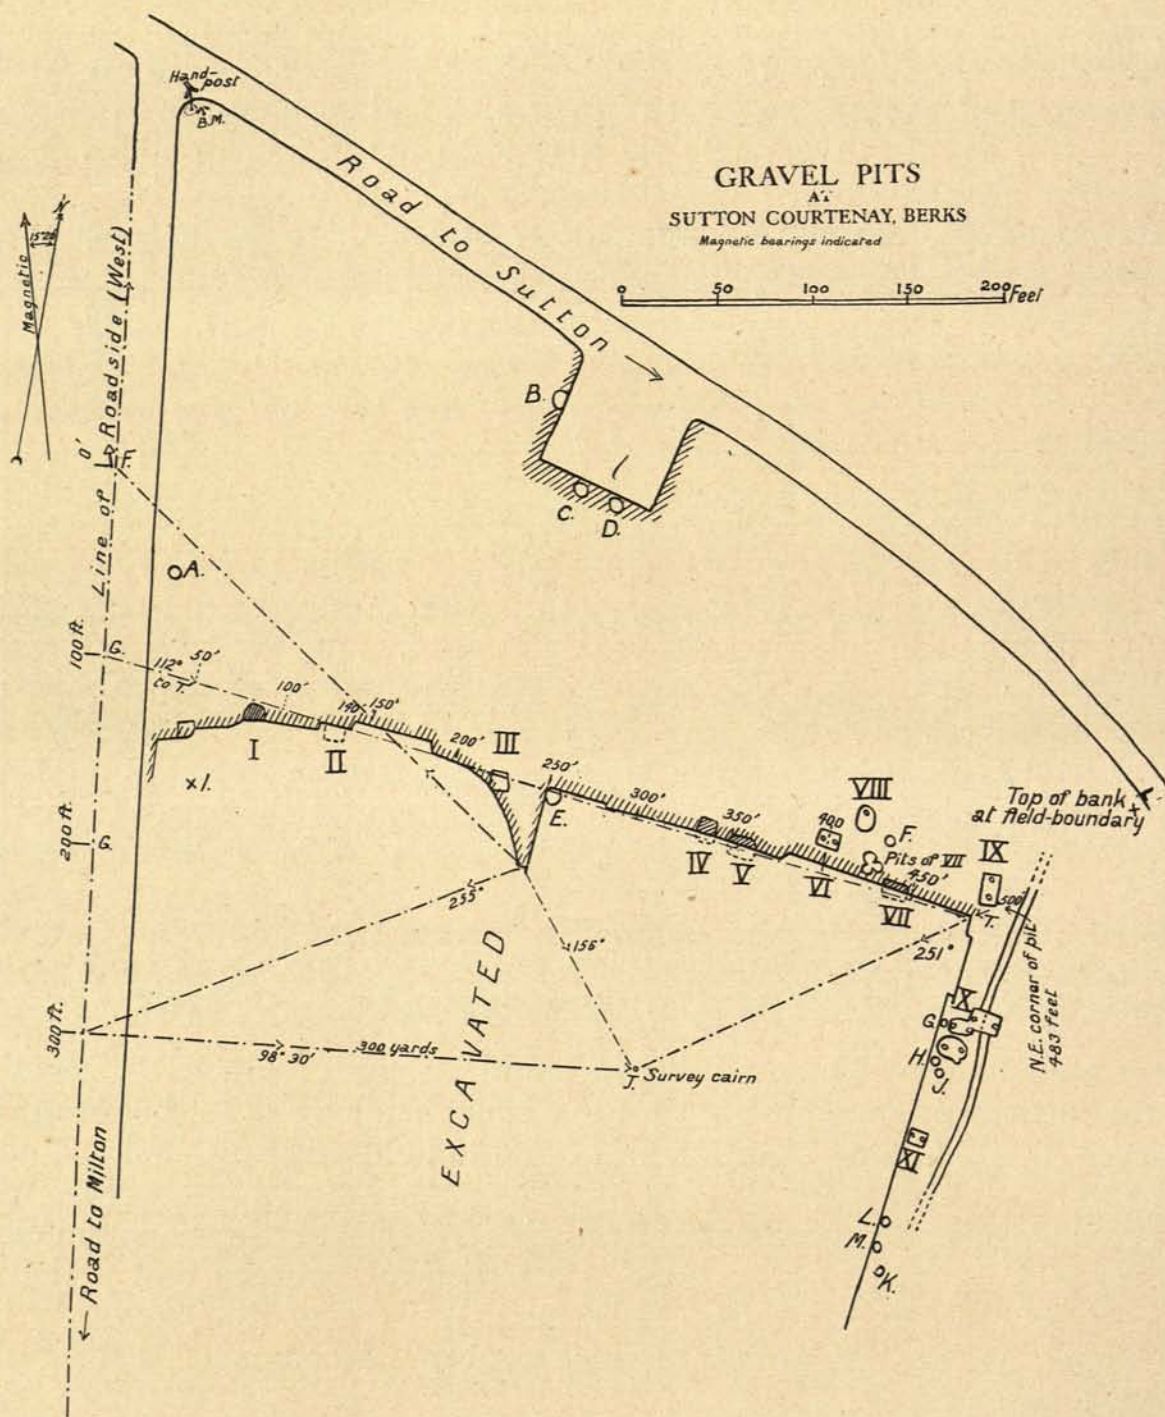 Hand-
post
B.M.
GRAVEL PITS
AT
SUTTON COURTENAY, BERKS
Magnetic bearings indicated
0 50 100 150 200 Feet
Road to Sutton
Magnetic
N
Line of Roadside (West)
0'
F.
B.
C.
D.
A.
100 ft.
G.
112°
to T.
50'
100'
140'
150'
200'
I
II
III
x1.
250'
E.
300'
350'
400
450'
500'
IV
V
VI
VII
VIII
F.
Pits of VII
IX
T.
Top of bank
at field-boundary
200 ft.
G.
255°
156°
251°
N.E. corner of pit
483 feet
X
G.
H.
J.
300 ft.
98° 30'
300 yards
J.
Survey cairn
EXCAVATED
XI
L.
M.
K.
Road to Milton